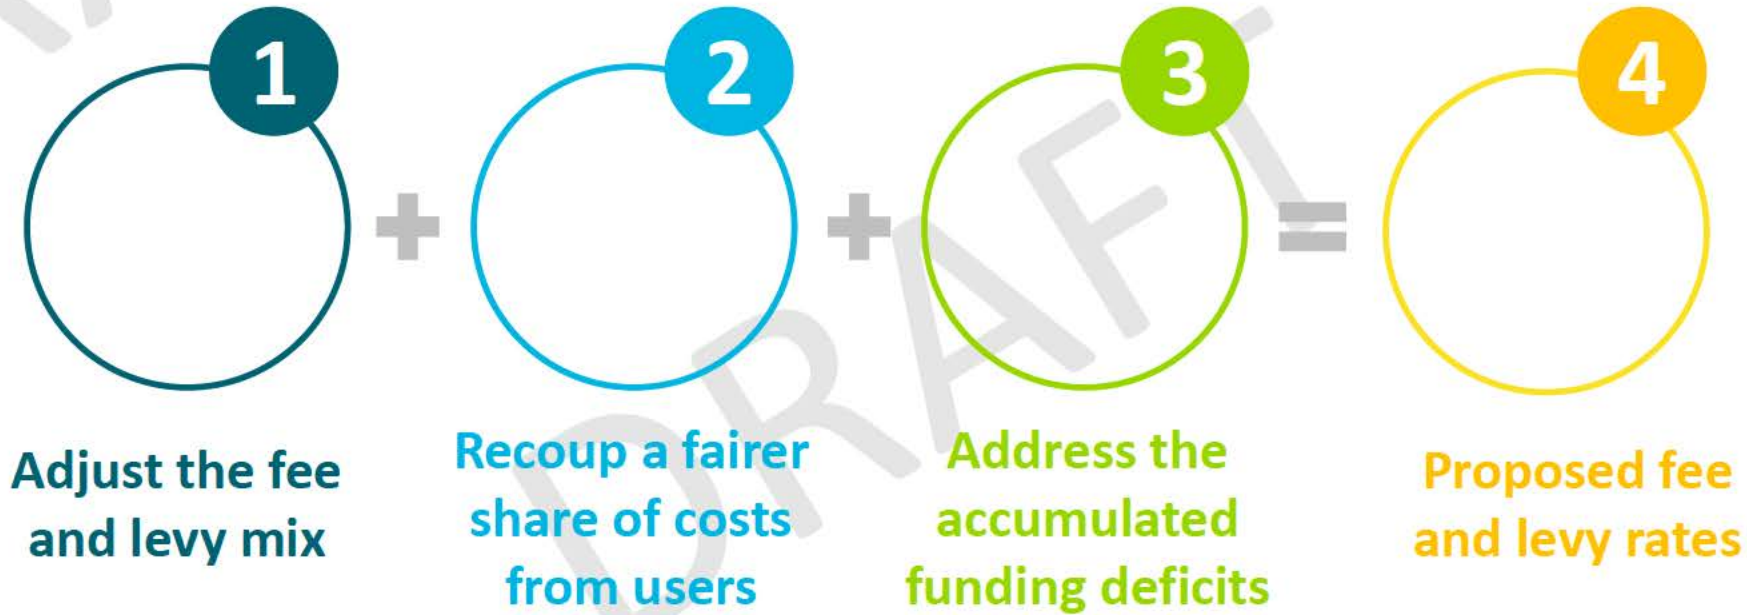 1
2
3
4
Adjust the fee
and levy mix
Recoup a fairer
share of costs
from users
Address the
accumulated
funding deficits
Proposed fee
and levy rates
DRAFT